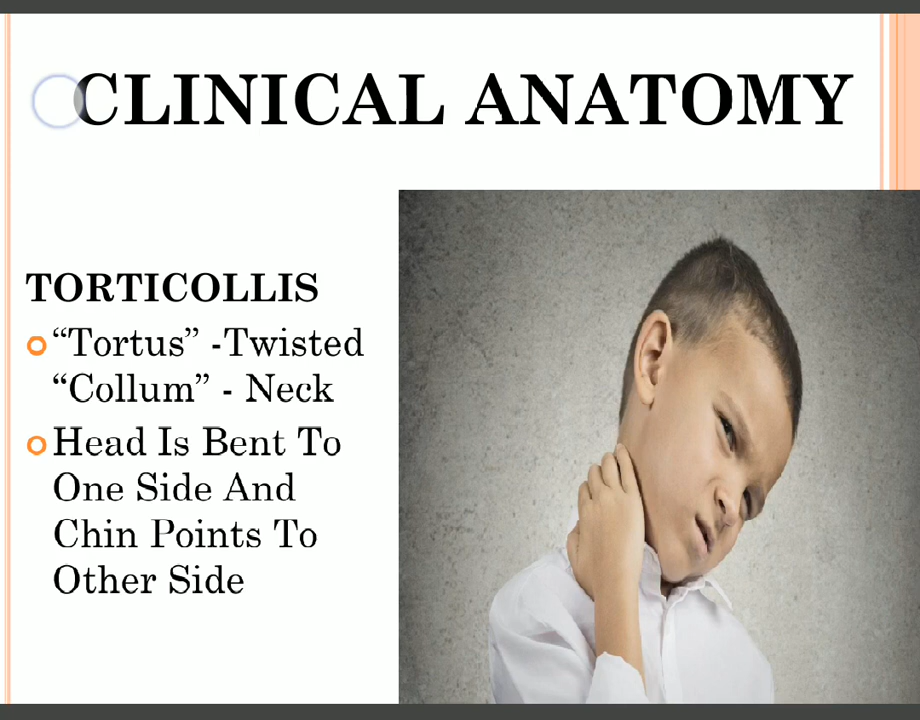 CLINICAL ANATOMY
TORTICOLLIS
“Tortus” -Twisted
“Collum” - Neck
Head Is Bent To
One Side And
Chin Points To
Other Side